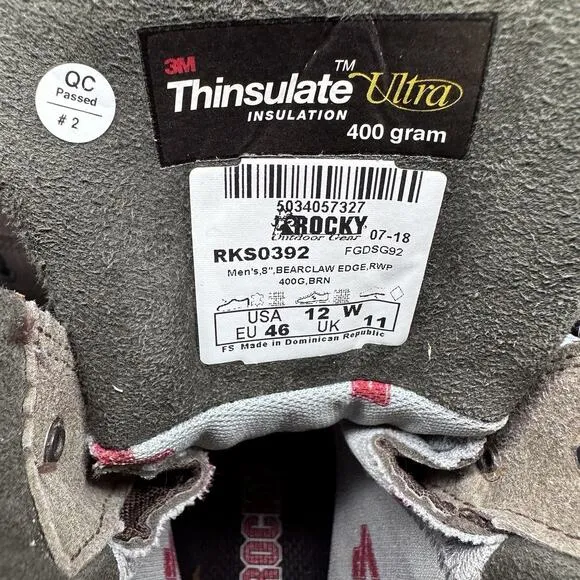 3M
Thinsulate™ Ultra
INSULATION
400 gram
QC
Passed
# 2
5034057327
ROCKY
Outdoor Gear
07-18
RKS0392
FGDSG92
Men's,8",BEARCLAW EDGE,RWP
400G,BRN
USA 12 W
EU 46 UK 11
FS Made in Dominican Republic
ROCKY